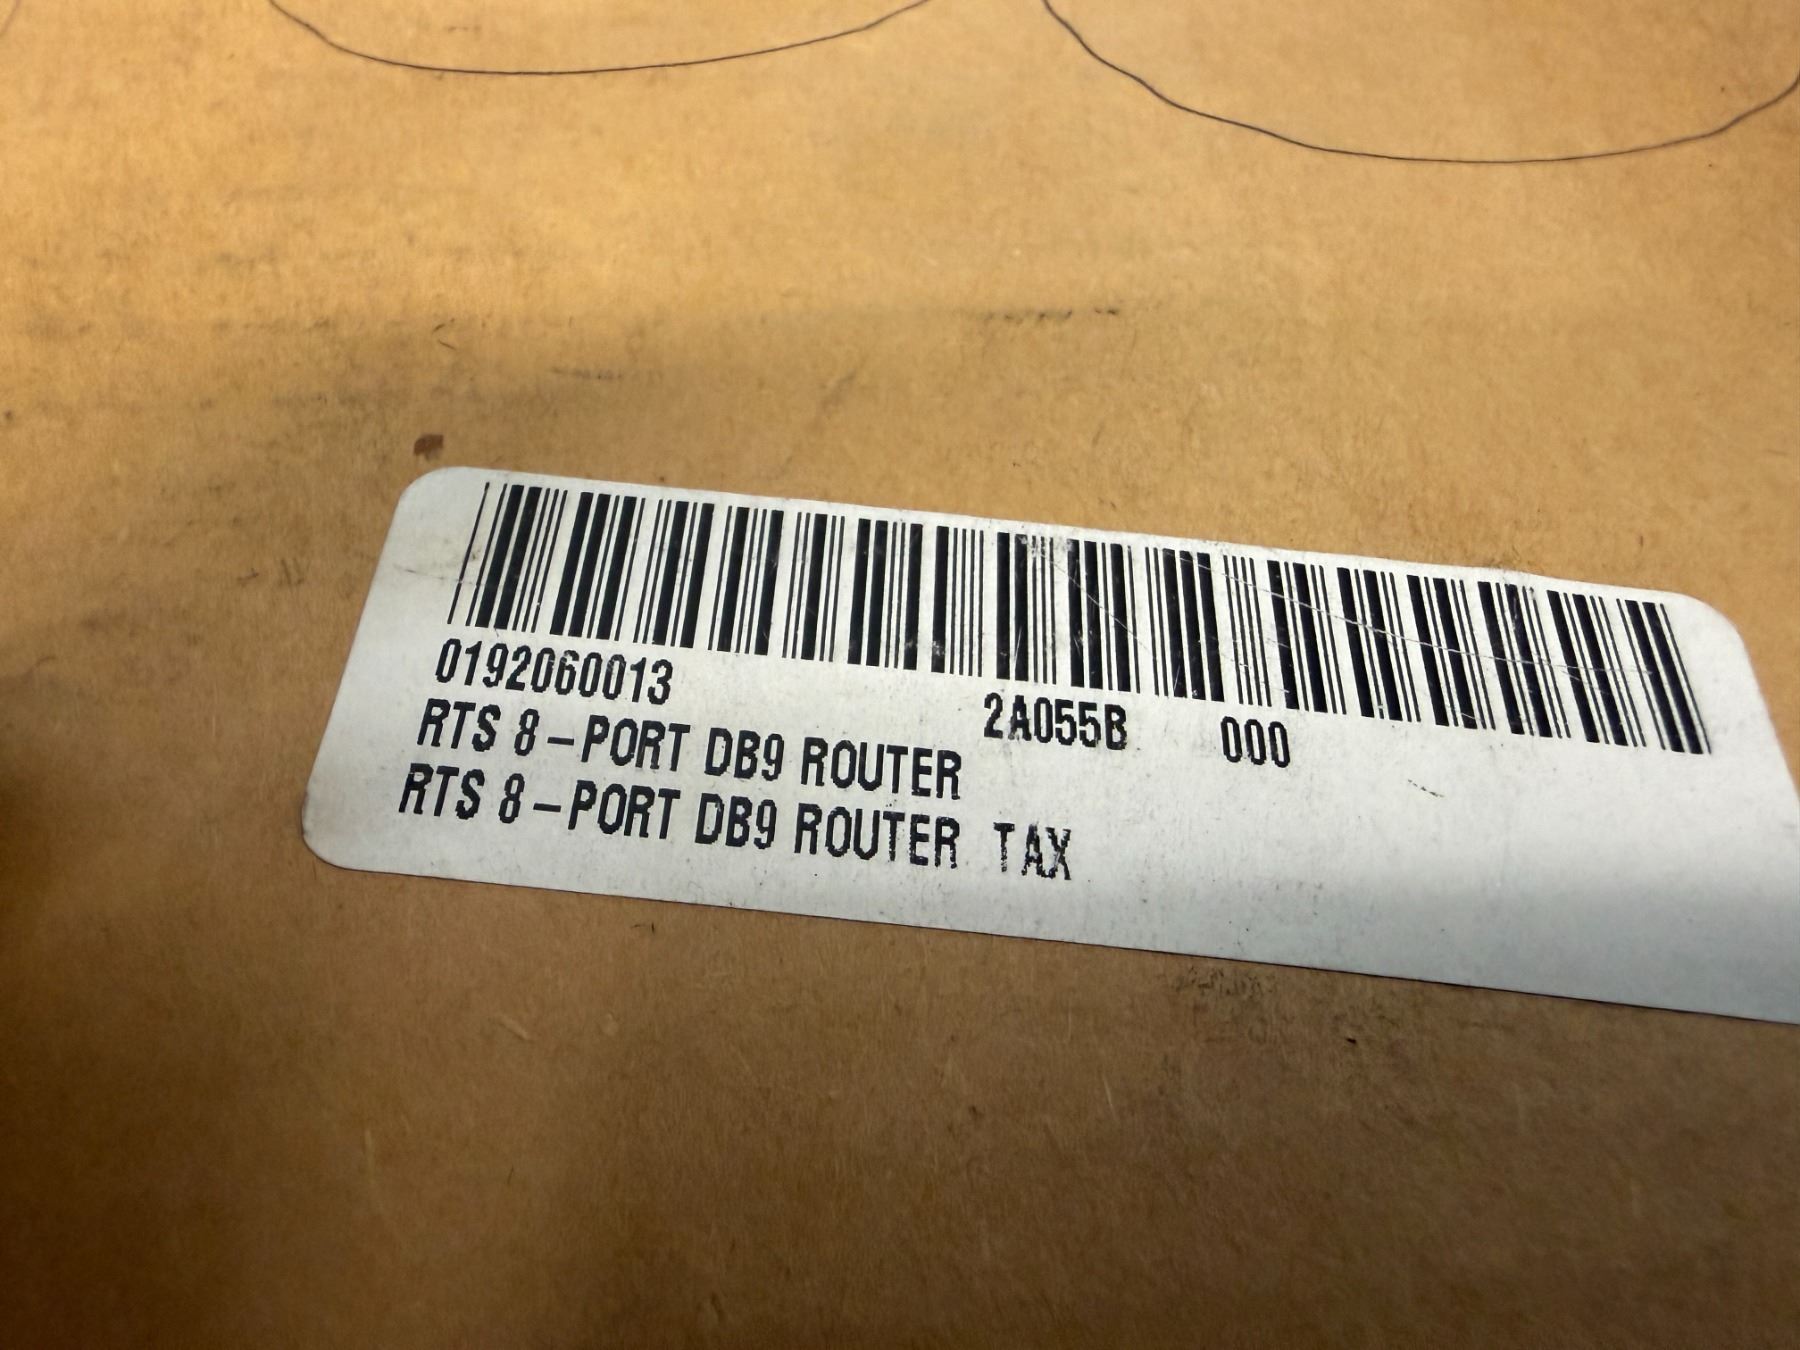 0192060013 2A055B 000
RTS 8-PORT DB9 ROUTER
RTS 8-PORT DB9 ROUTER TAX